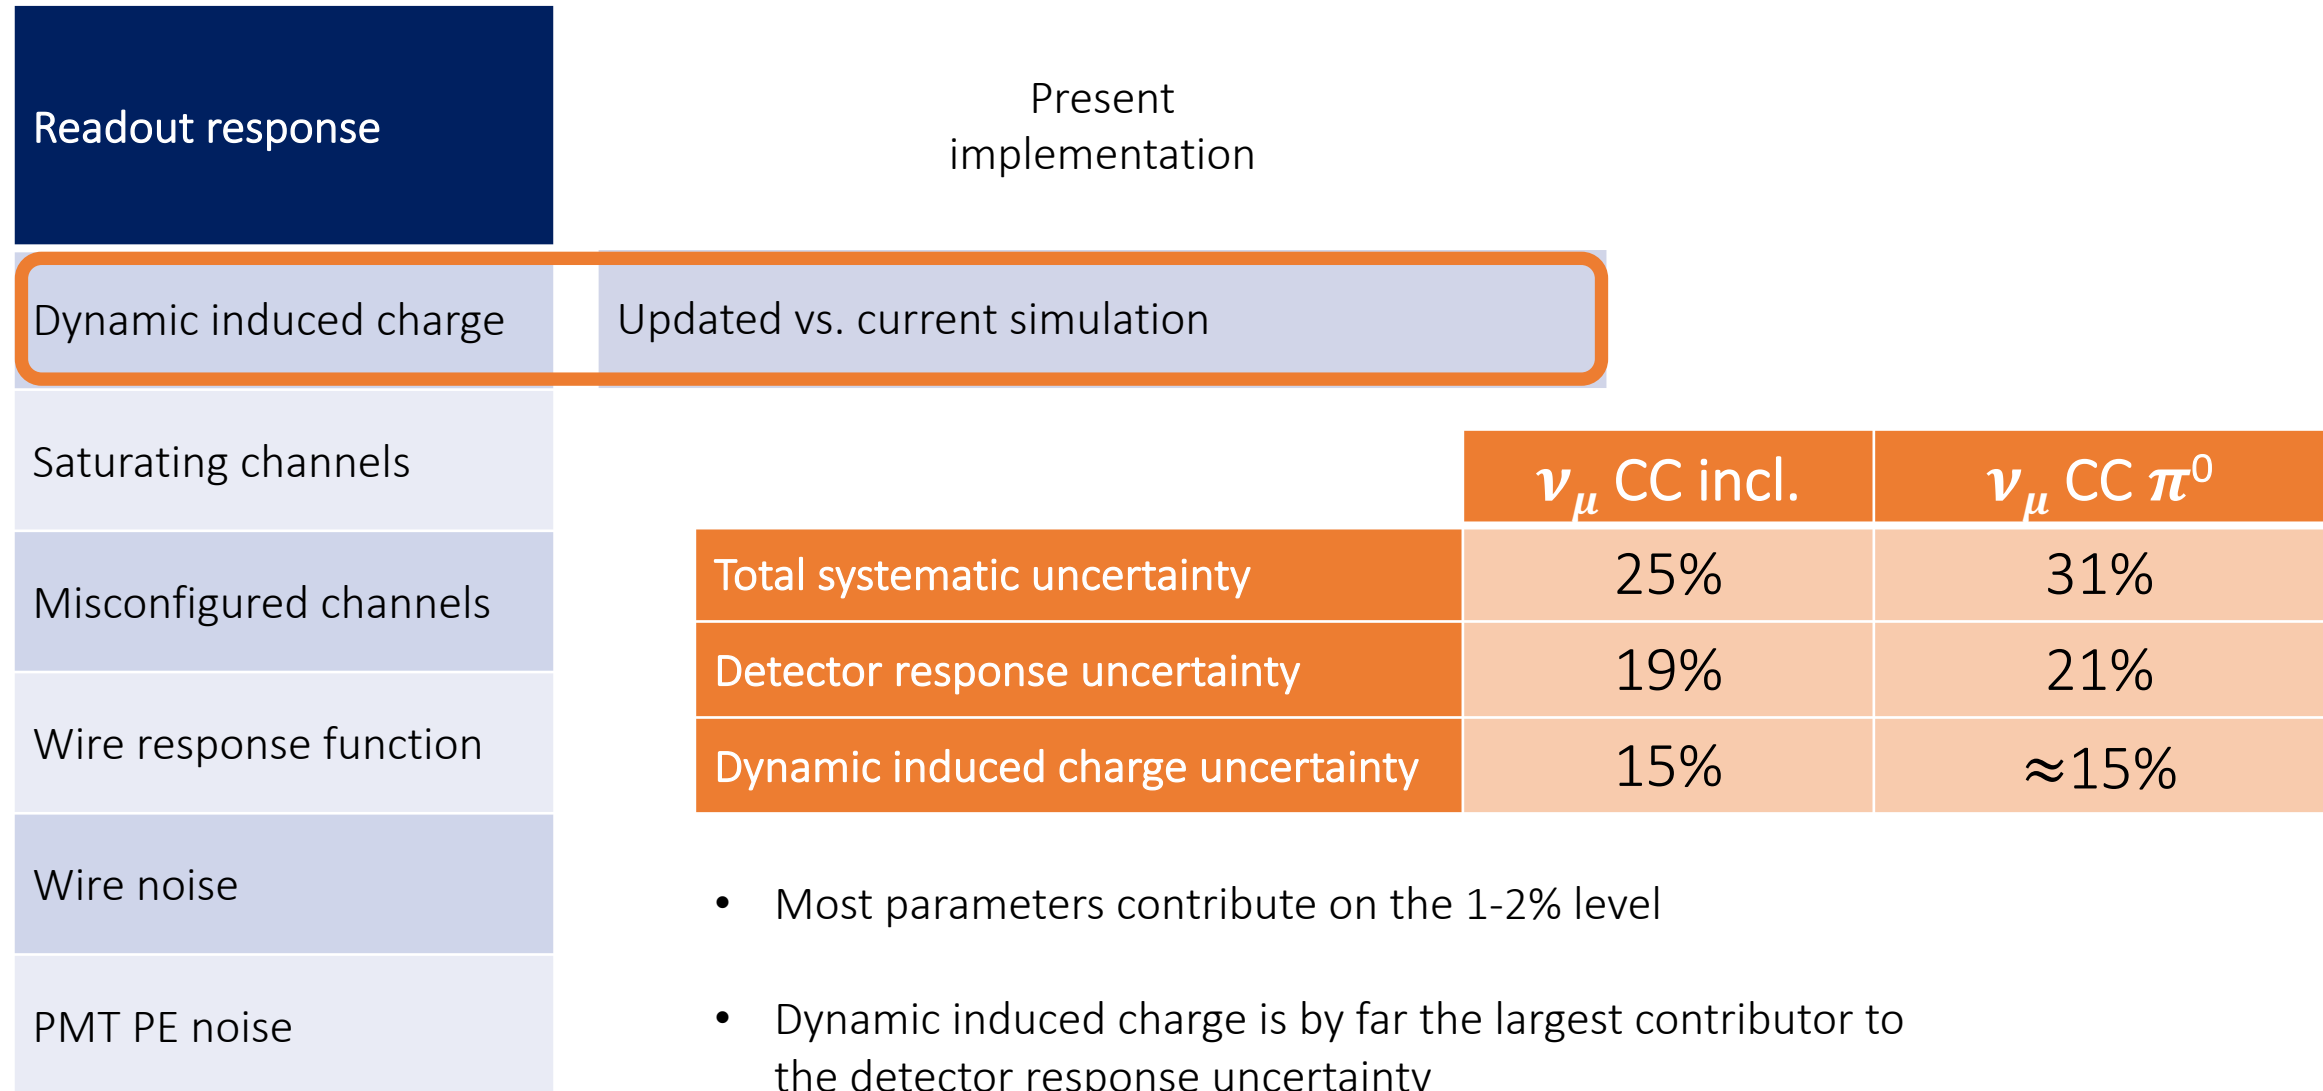 Readout response
Present
implementation
Dynamic induced charge
Updated vs. current simulation
Saturating channels
Misconfigured channels
Wire response function
Wire noise
PMT PE noise
νμ CC incl.
νμ CC π⁰
Total systematic uncertainty
25%
31%
Detector response uncertainty
19%
21%
Dynamic induced charge uncertainty
15%
≈15%
• Most parameters contribute on the 1-2% level
• Dynamic induced charge is by far the largest contributor to
the detector response uncertainty